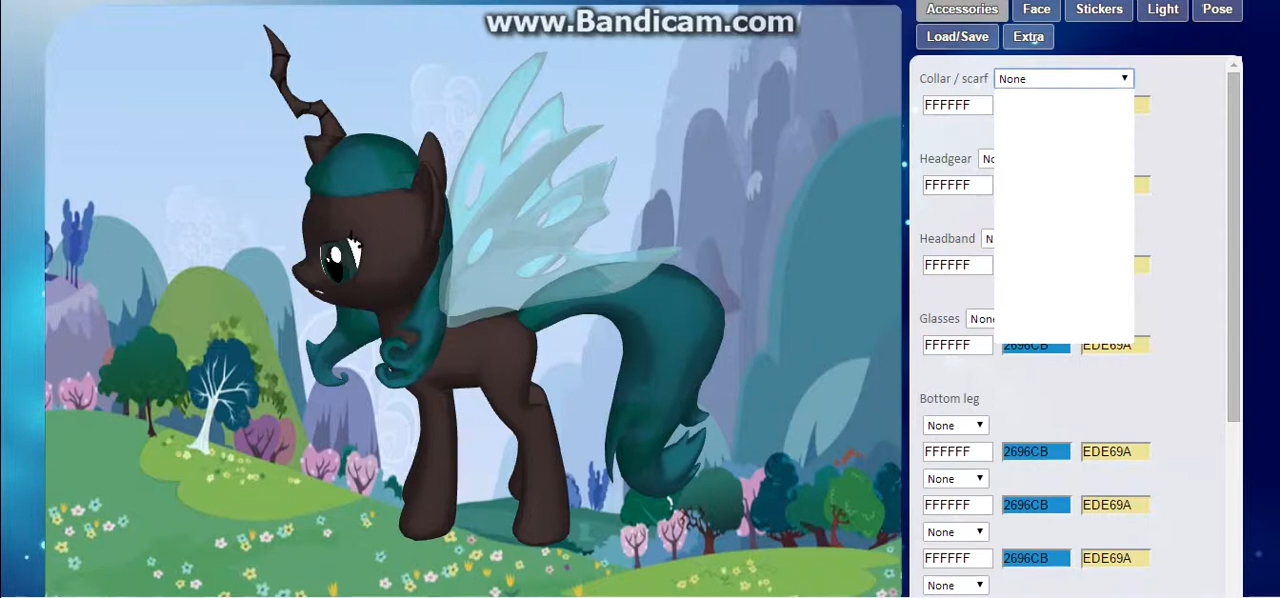 www.Bandicam.com
Accessories Face Stickers Light Pose
Load/Save Extra
Collar / scarf None
FFFFFF
Headgear No
FFFFFF
Headband N
FFFFFF
Glasses None
FFFFFF 2696CB EDE69A
Bottom leg
None
FFFFFF 2696CB EDE69A
None
FFFFFF 2696CB EDE69A
None
FFFFFF 2696CB EDE69A
None